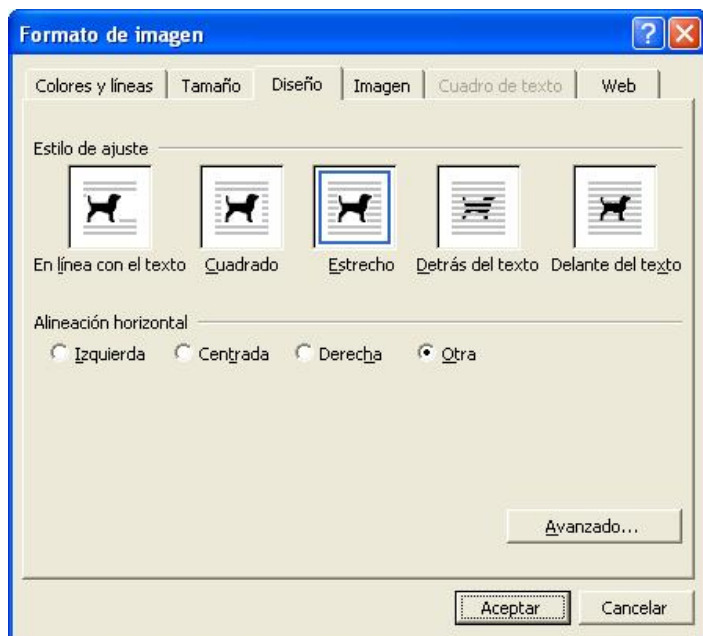 Formato de imagen
Colores y líneas Tamaño Diseño Imagen Cuadro de texto Web
Estilo de ajuste
En línea con el texto Cuadrado Estrecho Detrás del texto Delante del texto
Alineación horizontal
Izquierda Centrada Derecha Otra
Avanzado...
Aceptar Cancelar